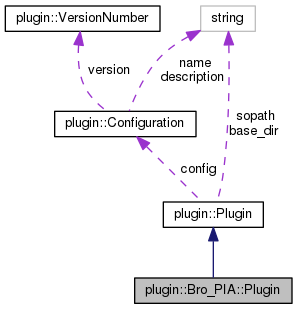 plugin::VersionNumber
string
version
name
description
plugin::Configuration
sopath
base_dir
config
plugin::Plugin
plugin::Bro_PIA::Plugin